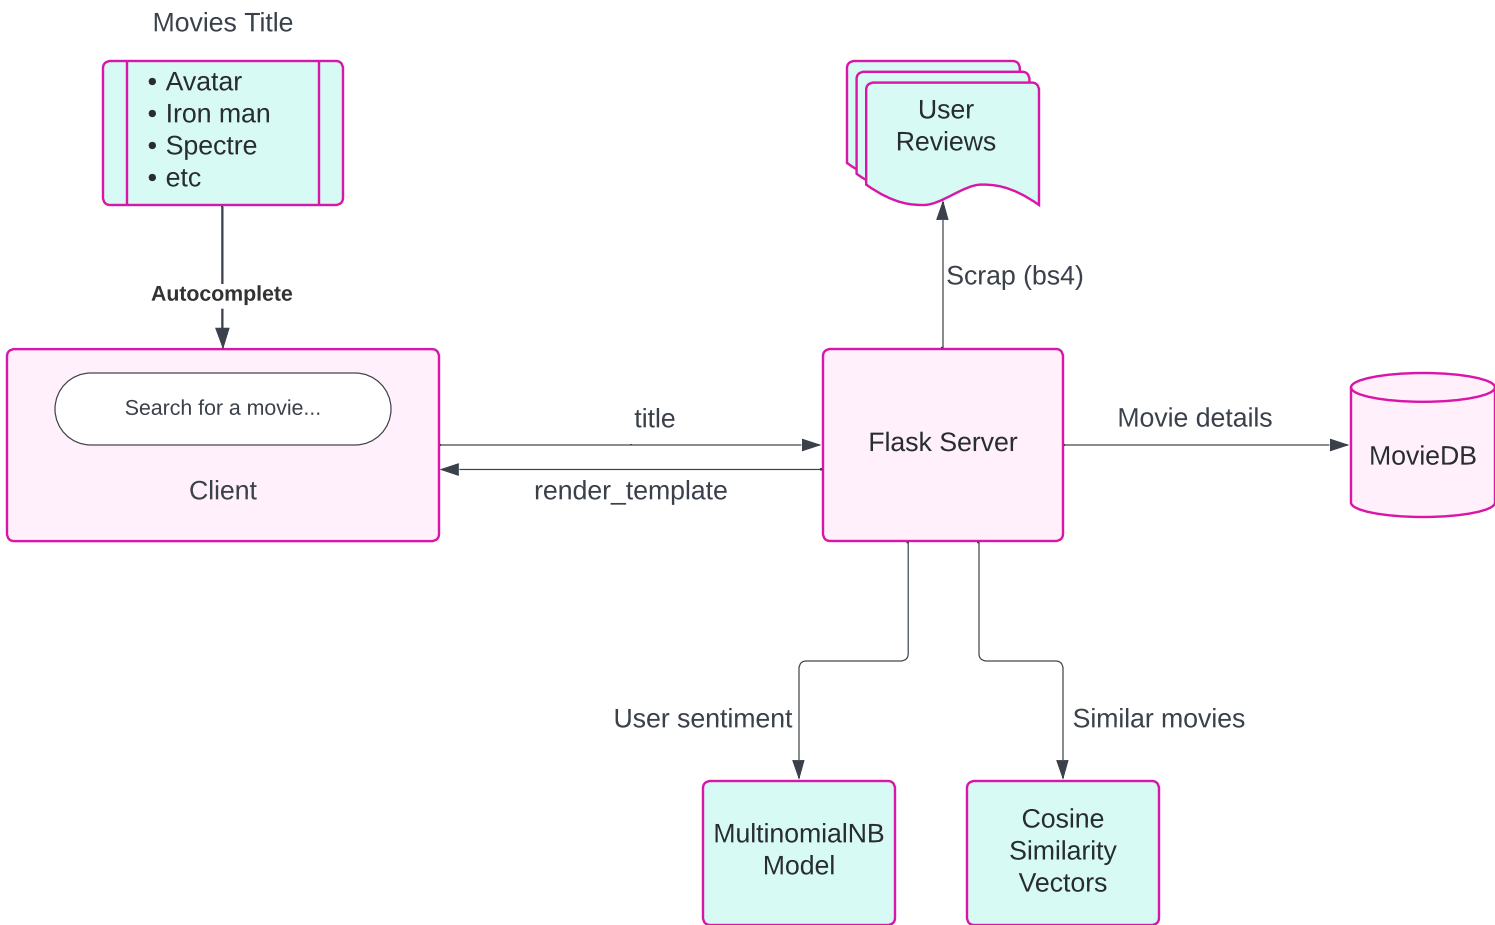 Movies Title
• Avatar
• Iron man
• Spectre
• etc
User
Reviews
Autocomplete
Scrap (bs4)
Search for a movie...
Client
title
render_template
Flask Server
Movie details
MovieDB
User sentiment
Similar movies
MultinomialNB
Model
Cosine
Similarity
Vectors